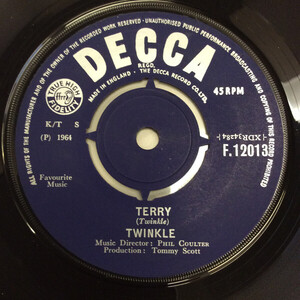 ALL RIGHTS OF THE MANUFACTURER AND OF THE OWNER OF THE RECORDED WORK RESERVED. UNAUTHORISED PUBLIC PERFORMANCE BROADCASTING AND COPYING OF THIS RECORD PROHIBITED
DECCA
REGD.
MADE IN ENGLAND · THE DECCA RECORD CO. LTD.
TRUE HIGH
FIDELITY
45 RPM
K/T S
(P) 1964
F.12013
Favourite
Music
TERRY
(Twinkle)
TWINKLE
Music Director: PHIL COULTER
Production: Tommy Scott